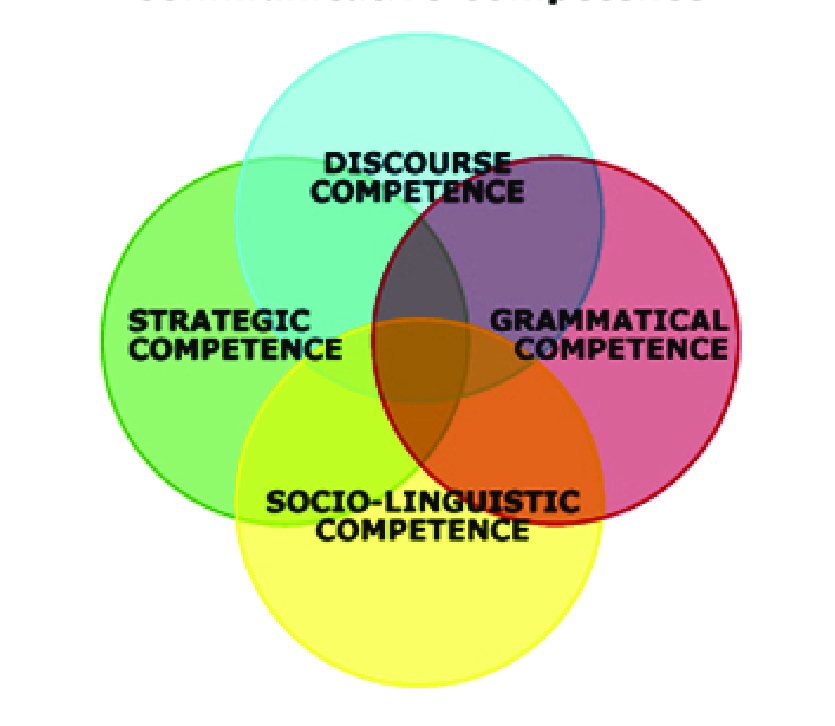 DISCOURSE
COMPETENCE
STRATEGIC
COMPETENCE
GRAMMATICAL
COMPETENCE
SOCIO-LINGUISTIC
COMPETENCE